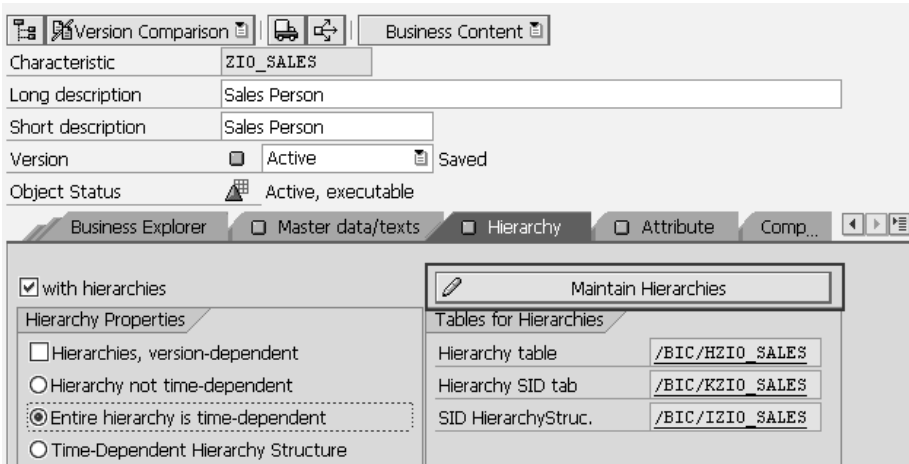 Version Comparison Business Content
Characteristic ZIO_SALES
Long description Sales Person
Short description Sales Person
Version Active Saved
Object Status Active, executable
Business Explorer Master data/texts Hierarchy Attribute Comp...
with hierarchies Maintain Hierarchies
Hierarchy Properties Tables for Hierarchies
Hierarchies, version-dependent Hierarchy table /BIC/HZIO_SALES
Hierarchy not time-dependent Hierarchy SID tab /BIC/KZIO_SALES
Entire hierarchy is time-dependent SID HierarchyStruc. /BIC/IZIO_SALES
Time-Dependent Hierarchy Structure